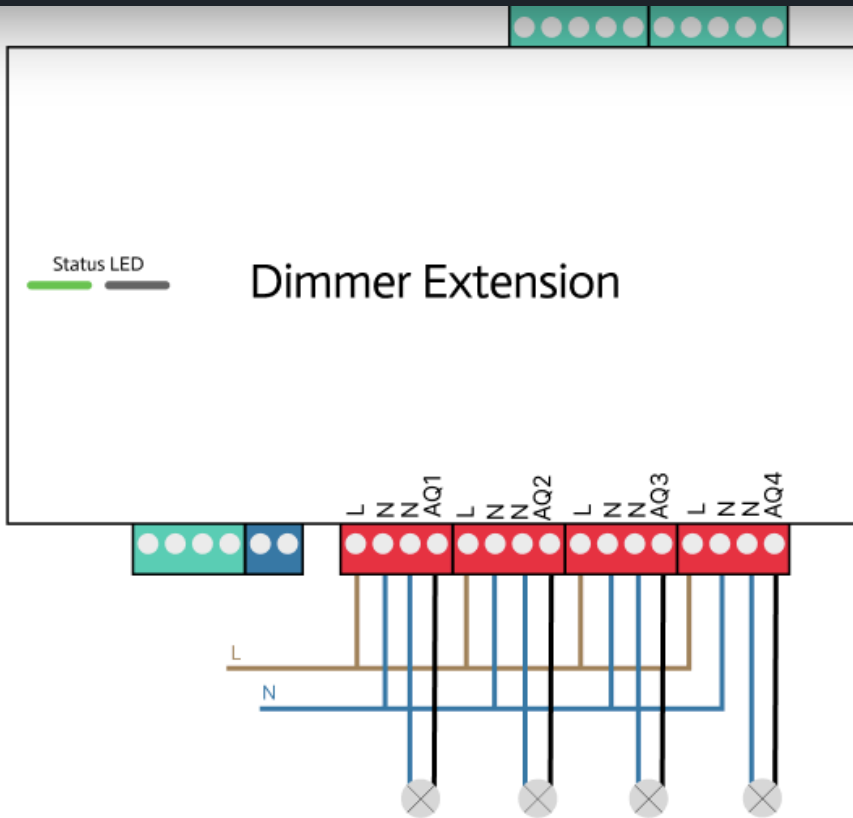 Status LED
Dimmer Extension
L N N AQ1 L N N AQ2 L N N AQ3 L N N AQ4
L
N